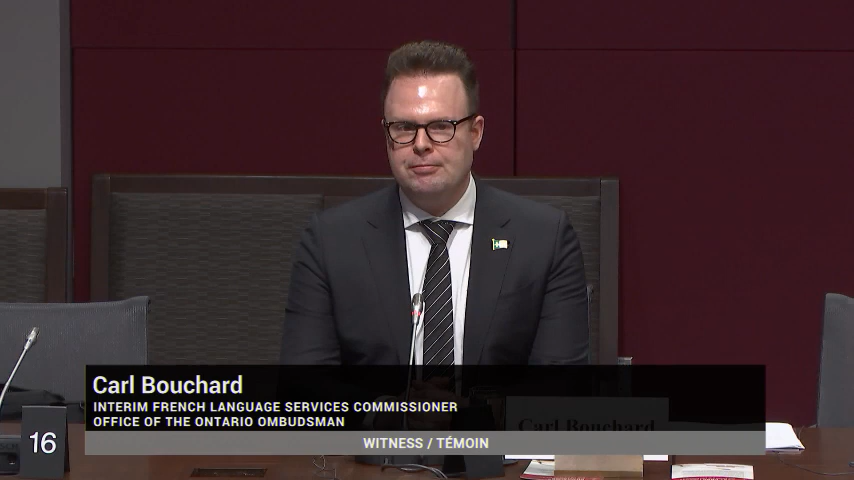 Carl Bouchard
INTERIM FRENCH LANGUAGE SERVICES COMMISSIONER
OFFICE OF THE ONTARIO OMBUDSMAN
Carl Bouchard
WITNESS / TÉMOIN
16